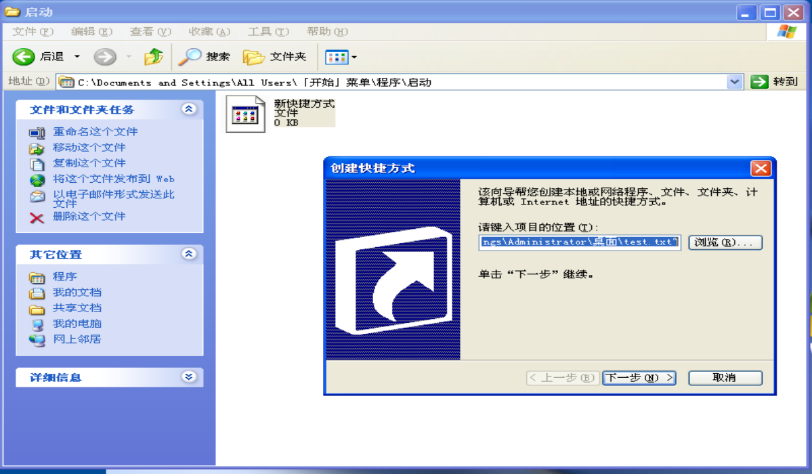 启动
文件(F) 编辑(E) 查看(V) 收藏(A) 工具(T) 帮助(H)
后退 搜索 文件夹
地址(D) C:\Documents and Settings\All Users\「开始」菜单\程序\启动 转到
文件和文件夹任务
重命名这个文件
移动这个文件
复制这个文件
将这个文件发布到 Web
以电子邮件形式发送此
文件
删除这个文件
其它位置
程序
我的文档
共享文档
我的电脑
网上邻居
详细信息
新快捷方式
文件
0 KB
创建快捷方式
该向导帮您创建本地或网络程序、文件、文件夹、计
算机或 Internet 地址的快捷方式。
请键入项目的位置(T):
ngs\Administrator\桌面\test.txt" 浏览(R)...
单击“下一步”继续。
< 上一步(B) 下一步(N) > 取消